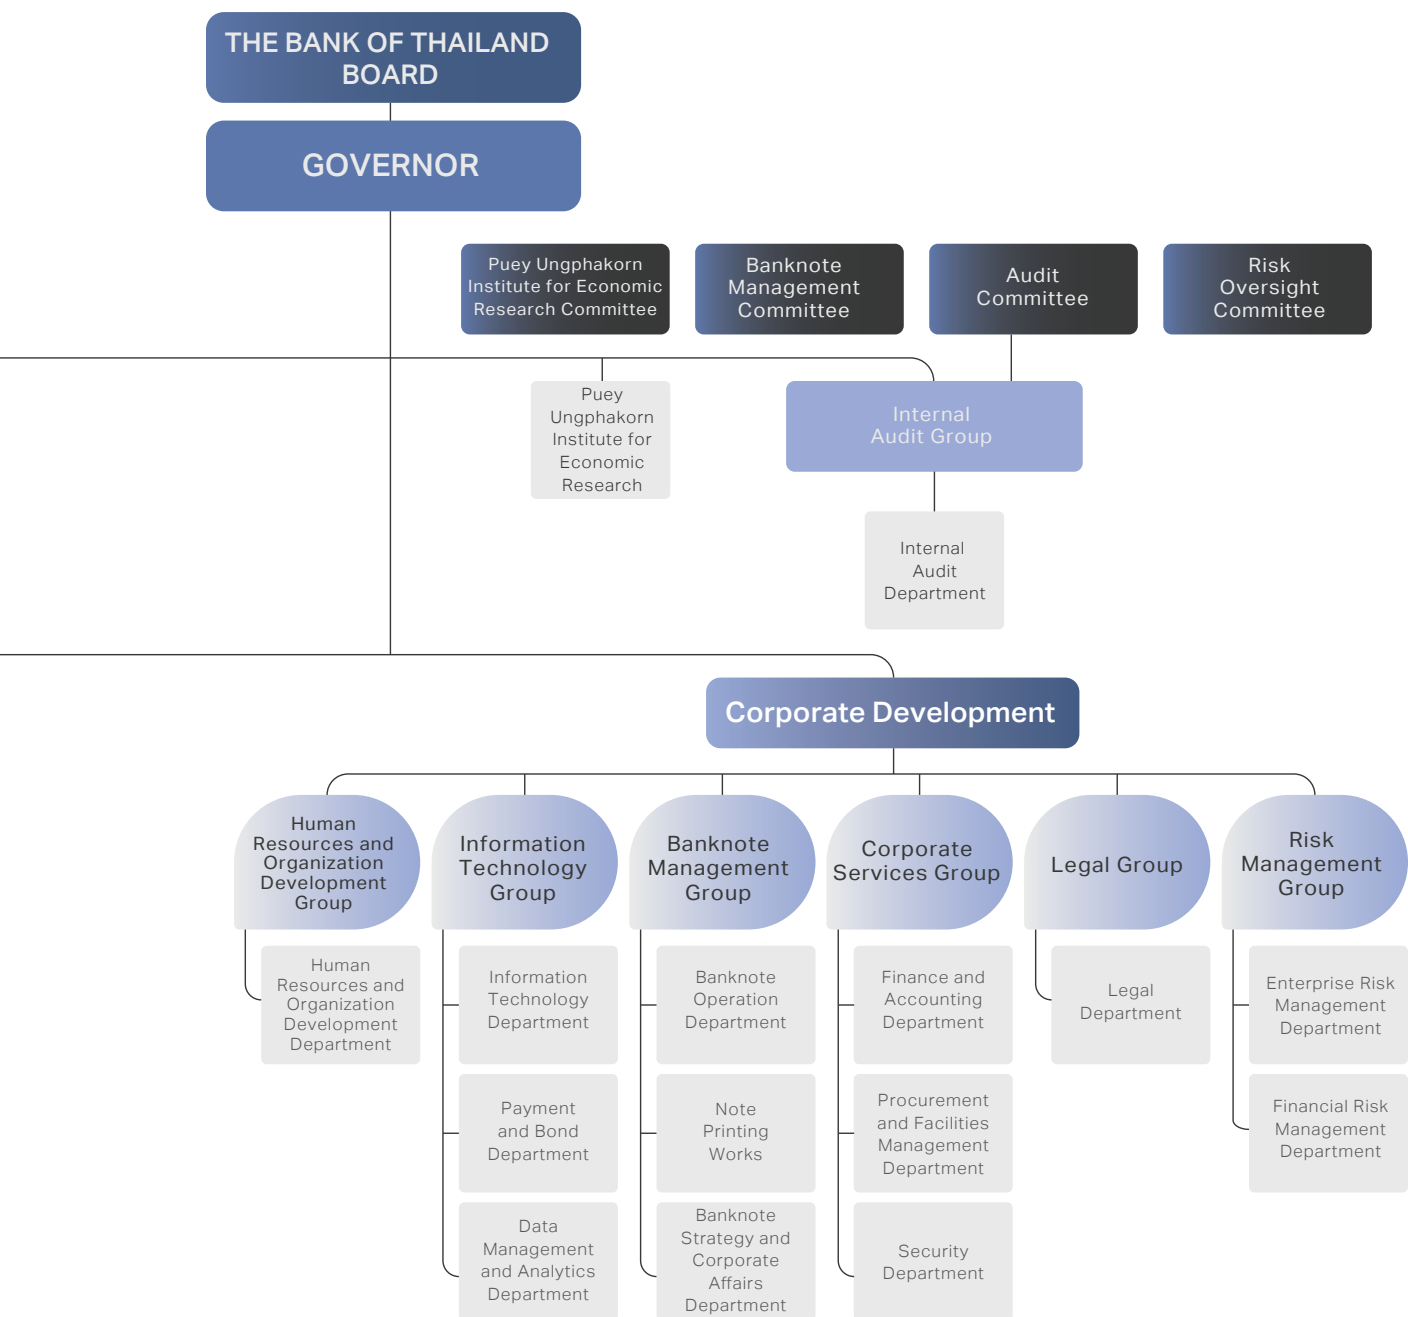 THE BANK OF THAILAND
BOARD
GOVERNOR
Puey Ungphakorn
Institute for Economic
Research Committee
Banknote
Management
Committee
Audit
Committee
Risk
Oversight
Committee
Puey
Ungphakorn
Institute for
Economic
Research
Internal
Audit Group
Internal
Audit
Department
Corporate Development
Human
Resources and
Organization
Development
Group
Information
Technology
Group
Banknote
Management
Group
Corporate
Services Group
Legal Group
Risk
Management
Group
Human
Resources and
Organization
Development
Department
Information
Technology
Department
Banknote
Operation
Department
Finance and
Accounting
Department
Legal
Department
Enterprise Risk
Management
Department
Payment
and Bond
Department
Note
Printing
Works
Procurement
and Facilities
Management
Department
Financial Risk
Management
Department
Data
Management
and Analytics
Department
Banknote
Strategy and
Corporate
Affairs
Department
Security
Department